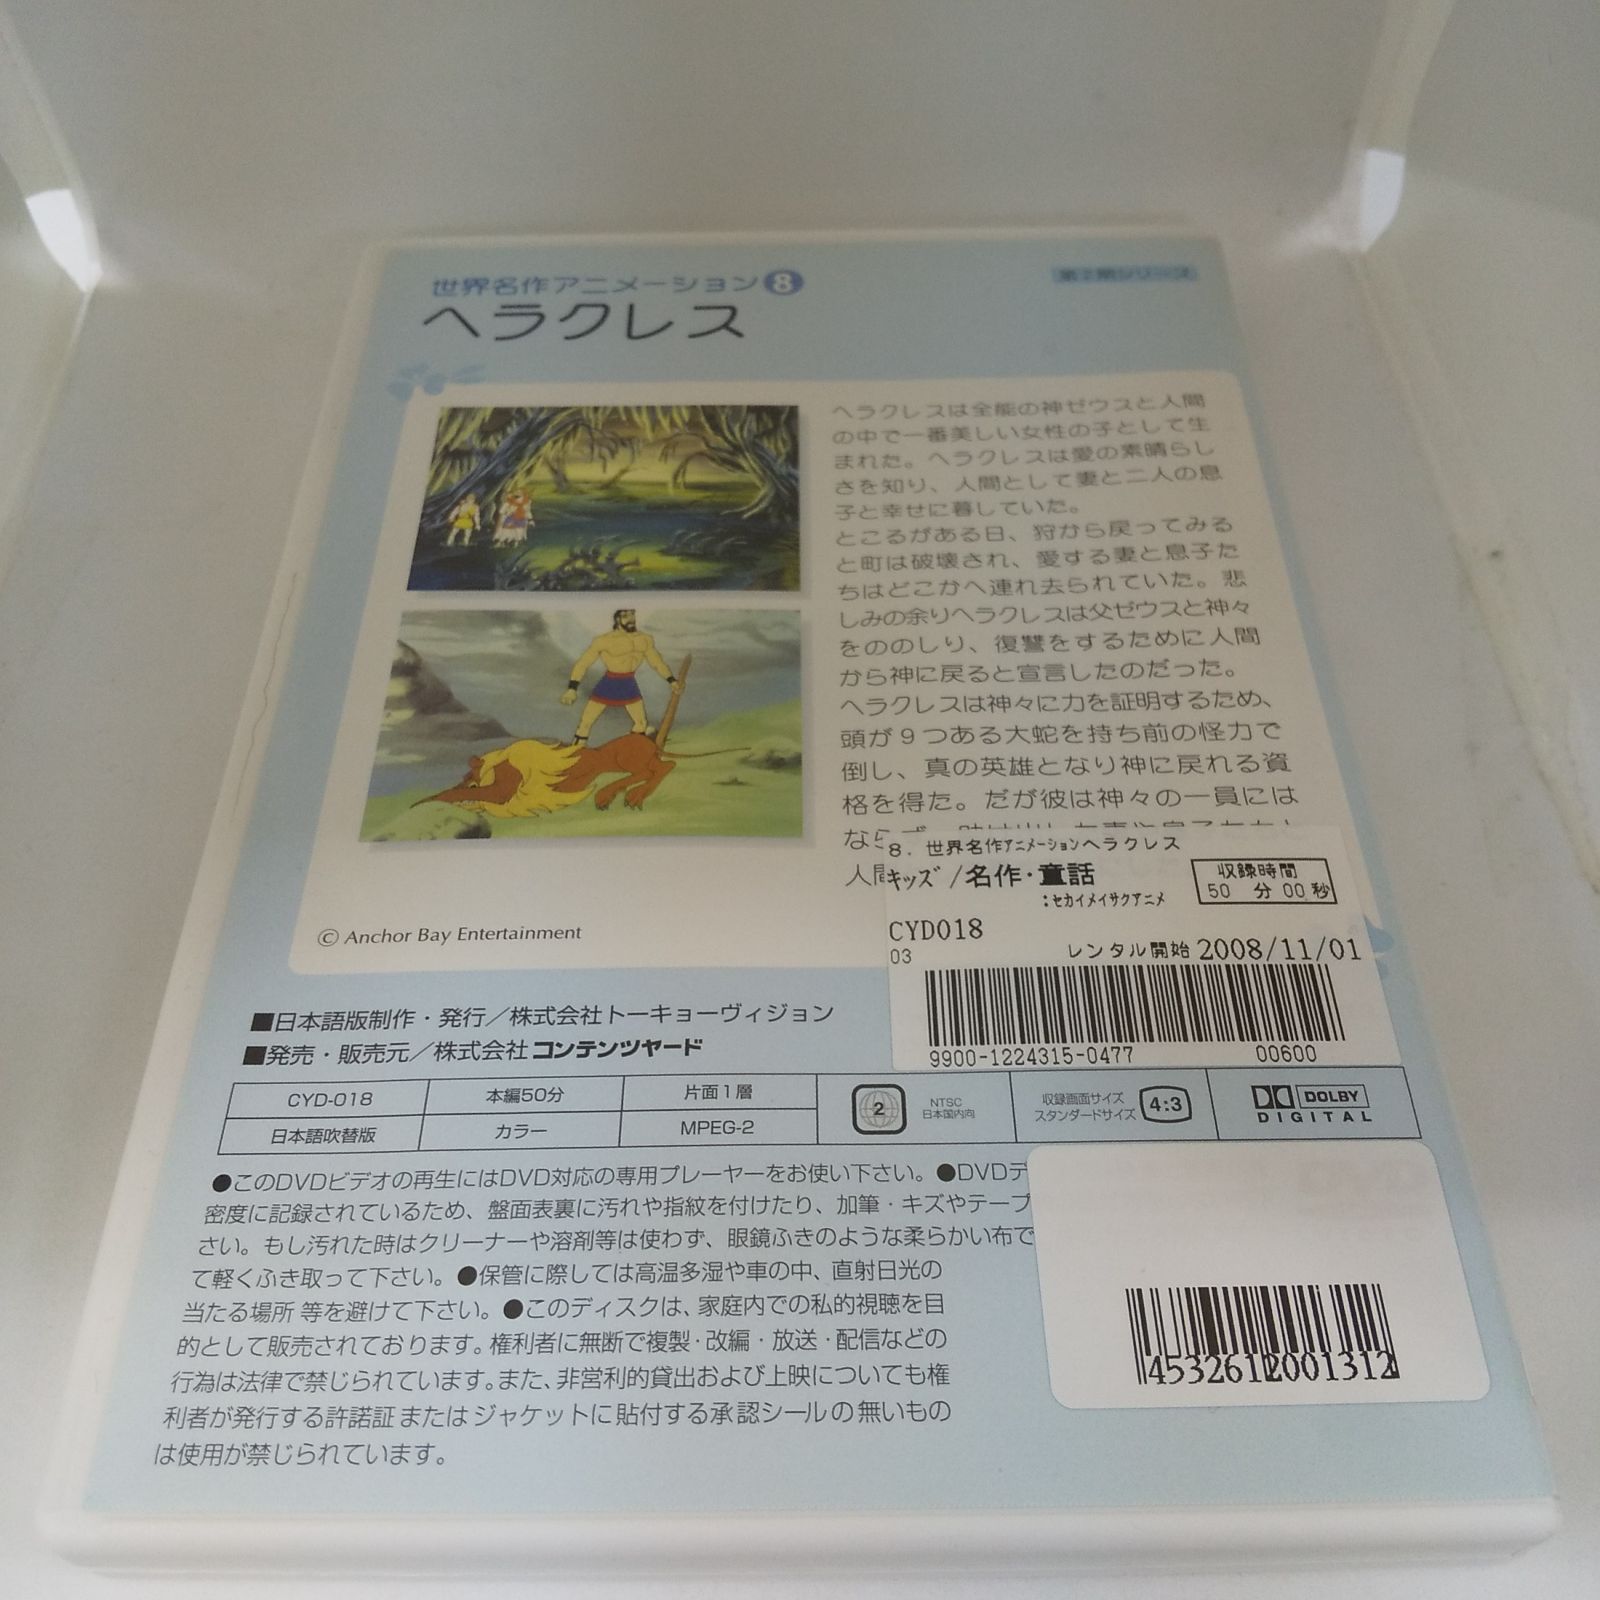 世界名作アニメーション8
第2期シリーズ
ヘラクレス
ヘラクレスは全能の神ゼウスと人間
の中で一番美しい女性の子として生
まれた。ヘラクレスは愛の素晴らし
さを知り、人間として妻と二人の息
子と幸せに暮していた。
ところがある日、狩から戻ってみる
と町は破壊され、愛する妻と息子た
ちはどこかへ連れ去られていた。悲
しみの余りヘラクレスは父ゼウスと神々
をののしり、復讐をするために人間
から神に戻ると宣言したのだった。
ヘラクレスは神々に力を証明するため、
頭が9つある大蛇を持ち前の怪力で
倒し、真の英雄となり神に戻れる資
格を得た。だが彼は神々の一員には
なら
人間
8. 世界名作アニメーションヘラクレス
キッズ/名作・童話
:セカイメイサクアニメ
収録時間
50 分 00 秒
CYD018
03
レンタル開始 2008/11/01
9900-1224315-0477 00600
© Anchor Bay Entertainment
■日本語版制作・発行/株式会社トーキョーヴィジョン
■発売・販売元/株式会社コンテンツヤード
CYD-018 本編50分 片面1層
日本語吹替版 カラー MPEG-2
2
NTSC
日本国内向
収録画面サイズ
スタンダードサイズ
4:3
DOLBY
DIGITAL
●このDVDビデオの再生にはDVD対応の専用プレーヤーをお使い下さい。●DVDデ
密度に記録されているため、盤面表裏に汚れや指紋を付けたり、加筆・キズやテープ
さい。もし汚れた時はクリーナーや溶剤等は使わず、眼鏡ふきのような柔らかい布で
て軽くふき取って下さい。●保管に際しては高温多湿や車の中、直射日光の
当たる場所 等を避けて下さい。●このディスクは、家庭内での私的視聴を目
的として販売されております。権利者に無断で複製・改編・放送・配信などの
行為は法律で禁じられています。また、非営利的貸出および上映についても権
利者が発行する許諾証またはジャケットに貼付する承認シールの無いもの
は使用が禁じられています。
4532612001312